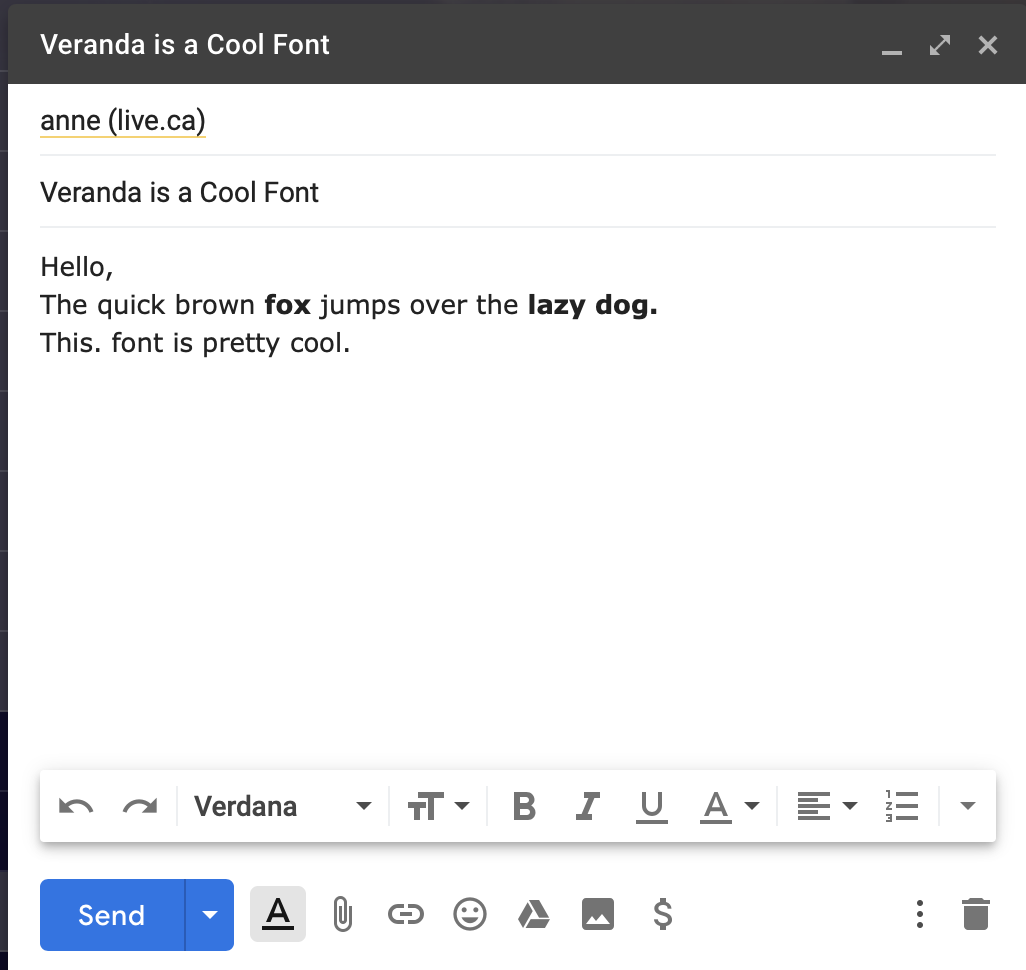 Veranda is a Cool Font
anne (live.ca)
Veranda is a Cool Font
Hello,
The quick brown fox jumps over the lazy dog.
This. font is pretty cool.
Verdana
Send